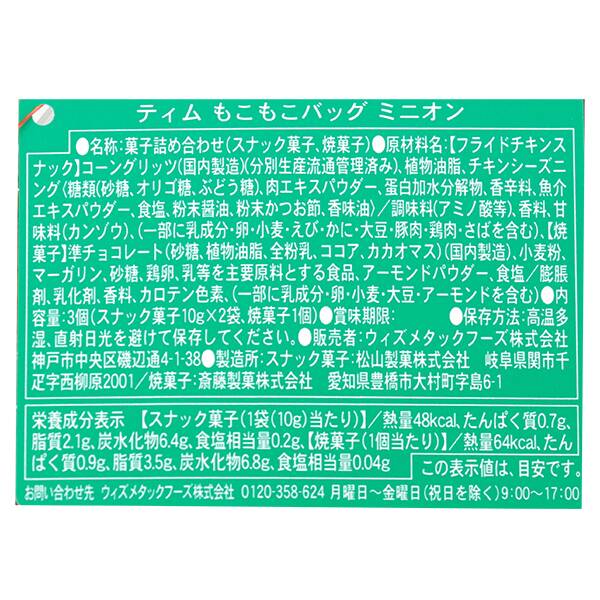 ティム もこもこバッグ ミニオン
●名称:菓子詰め合わせ(スナック菓子、焼菓子)●原材料名:【フライドチキンス
ナック】コーングリッツ(国内製造)(分別生産流通管理済み)、植物油脂、チキンシーズニ
ング(糖類(砂糖、オリゴ糖、ぶどう糖)、肉エキスパウダー、蛋白加水分解物、香辛料、魚介
エキスパウダー、食塩、粉末醤油、粉末かつお節、香味油)/調味料(アミノ酸等)、香料、甘
味料(カンゾウ)、(一部に乳成分・卵・小麦・えび・かに・大豆・豚肉・鶏肉・さばを含む)、【焼
菓子】準チョコレート(砂糖、植物油脂、全粉乳、ココア、カカオマス)(国内製造)、小麦粉、
マーガリン、砂糖、鶏卵、乳等を主要原料とする食品、アーモンドパウダー、食塩/膨脹
剤、乳化剤、香料、カロテン色素、(一部に乳成分・卵・小麦・大豆・アーモンドを含む)●内
容量:3個(スナック菓子10g×2袋、焼菓子1個)●賞味期限: ●保存方法:高温多
湿、直射日光を避けて保存してください。●販売者:ウィズメタックフーズ株式会社
神戸市中央区磯辺通4-1-38●製造所:スナック菓子:松山製菓株式会社 岐阜県関市千
疋字西柳原2001/焼菓子:斎藤製菓株式会社 愛知県豊橋市大村町字高6-1
栄養成分表示 【スナック菓子(1袋(10g)当たり)】/熱量48kcal、たんぱく質0.7g、
脂質2.1g、炭水化物6.4g、食塩相当量0.2g、【焼菓子(1個当たり)】/熱量64kcal、たん
ぱく質0.9g、脂質3.5g、炭水化物6.8g、食塩相当量0.04g
この表示値は、目安です。
お問い合わせ先 ウィズメタックフーズ株式会社 0120-358-624 月曜日〜金曜日(祝日を除く)9:00〜17:00